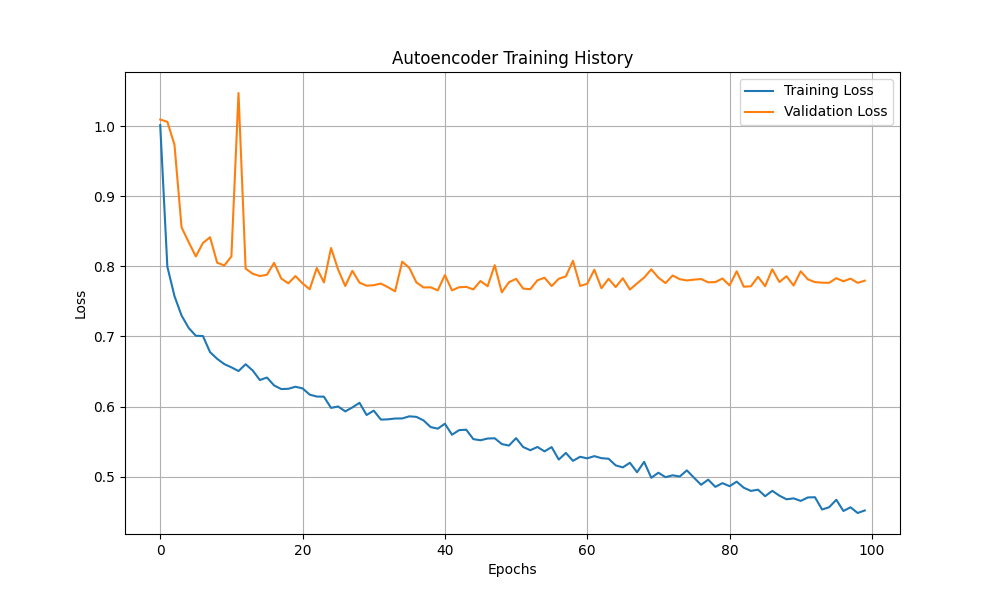 Autoencoder Training History
Training Loss
Validation Loss
1.0
0.9
0.8
0.7
0.6
0.5
Loss
0 20 40 60 80 100
Epochs